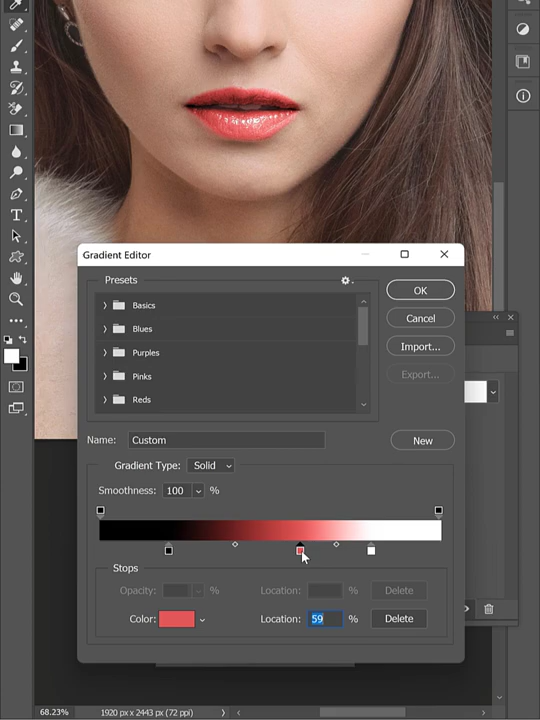 Gradient Editor
Presets
Basics
Blues
Purples
Pinks
Reds
OK
Cancel
Import...
Export...
Name: Custom
New
Gradient Type: Solid
Smoothness: 100 %
Stops
Opacity: % Location: % Delete
Color: Location: 59 % Delete
68.23% 1920 px x 2443 px (72 ppi)